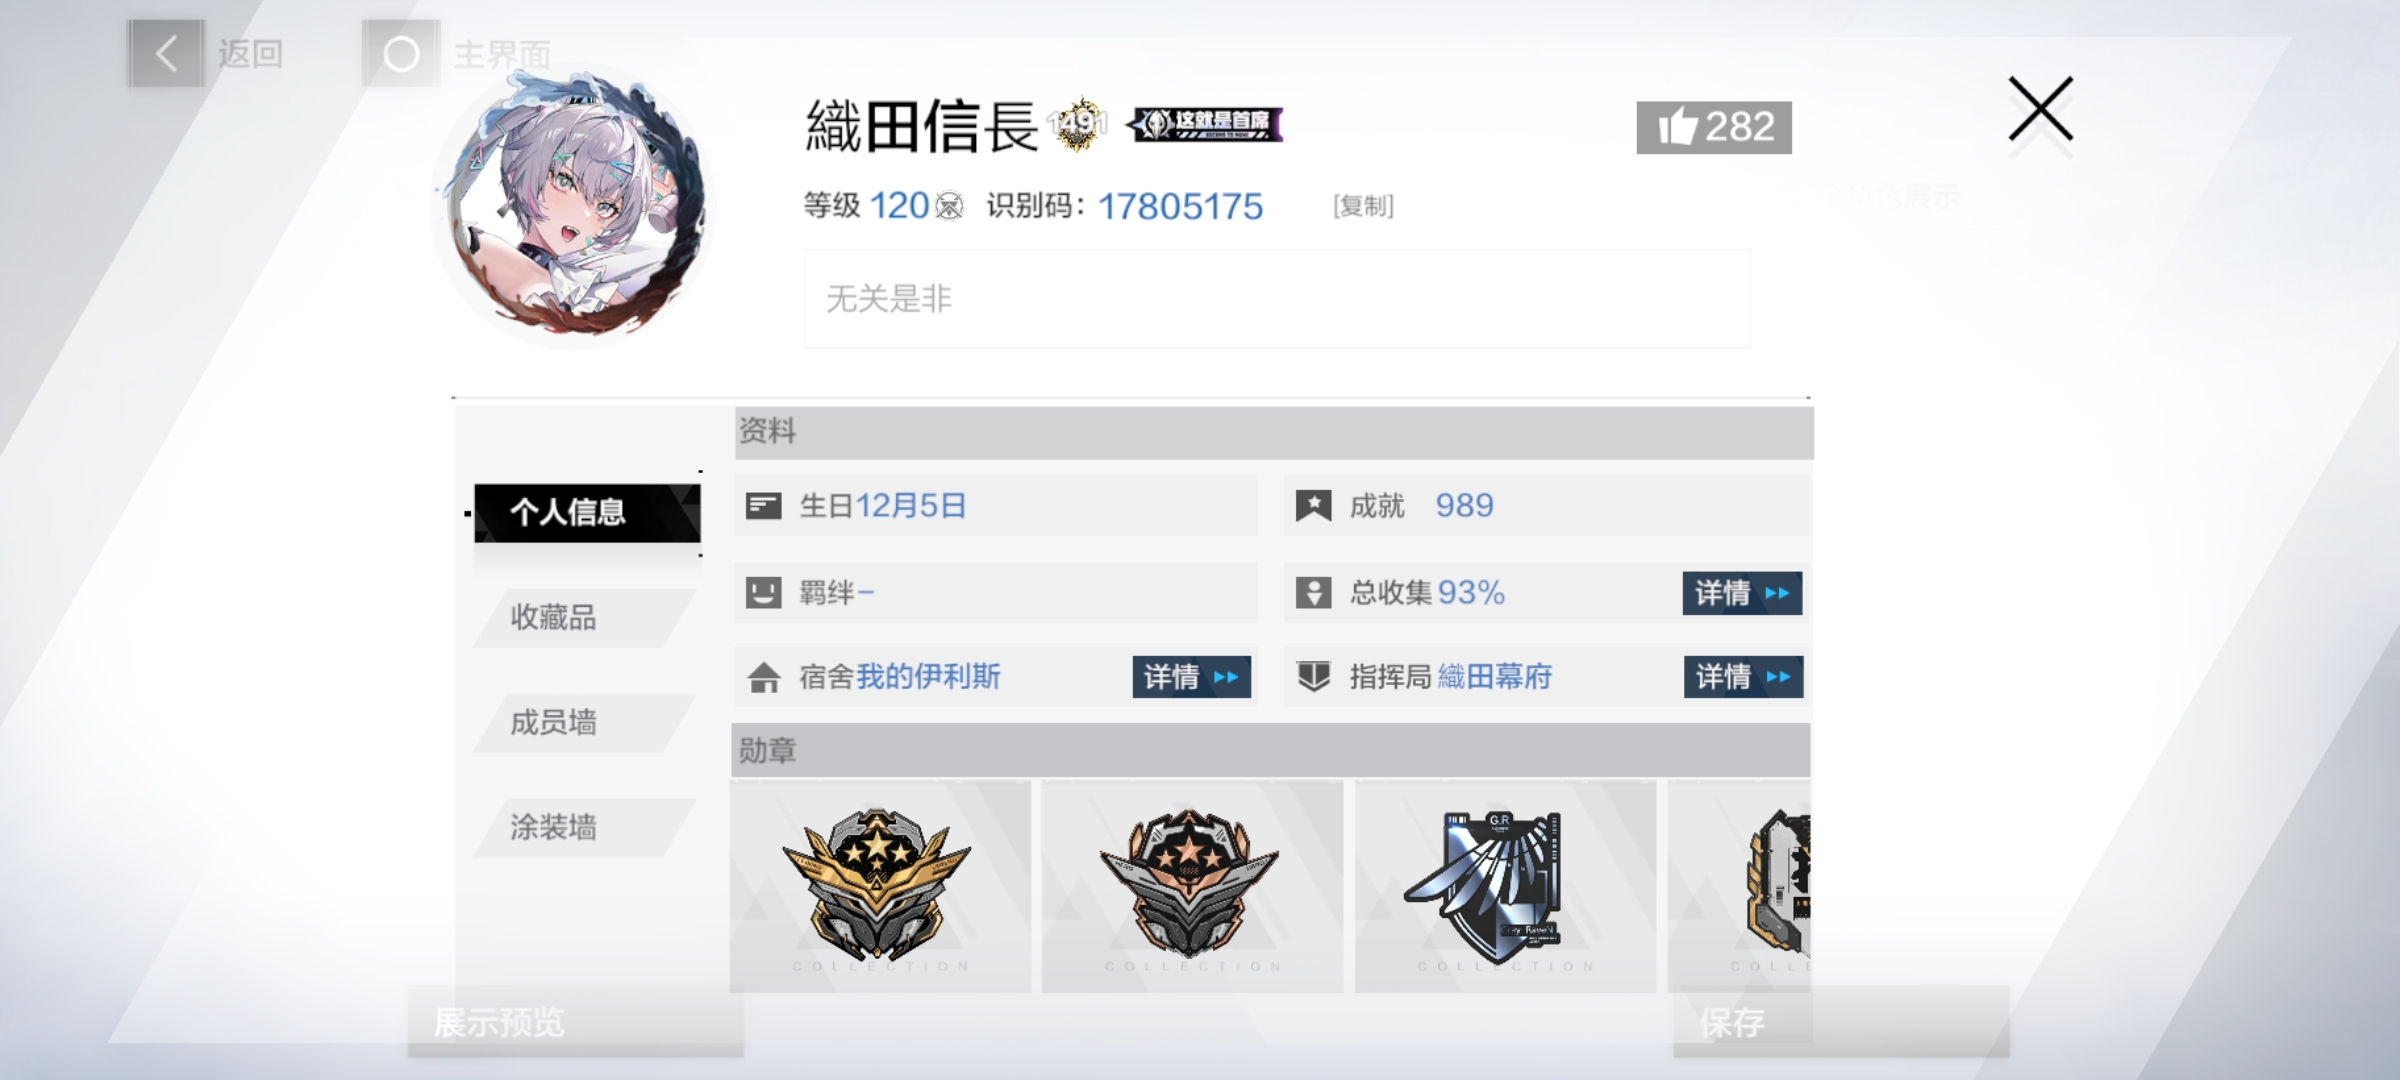 返回
主界面
織田信長 1491 这就是首席
282
等级 120 识别码：17805175 [复制]
角色展示
无关是非
资料
个人信息
收藏品
成员墙
涂装墙
生日12月5日
成就 989
羁绊–
总收集 93% 详情
宿舍我的伊利斯 详情
指挥局 織田幕府 详情
勋章
G.R
Grey Raven
COLLECTION
COLLECTION
COLLECTION
COLLE
展示预览
保存